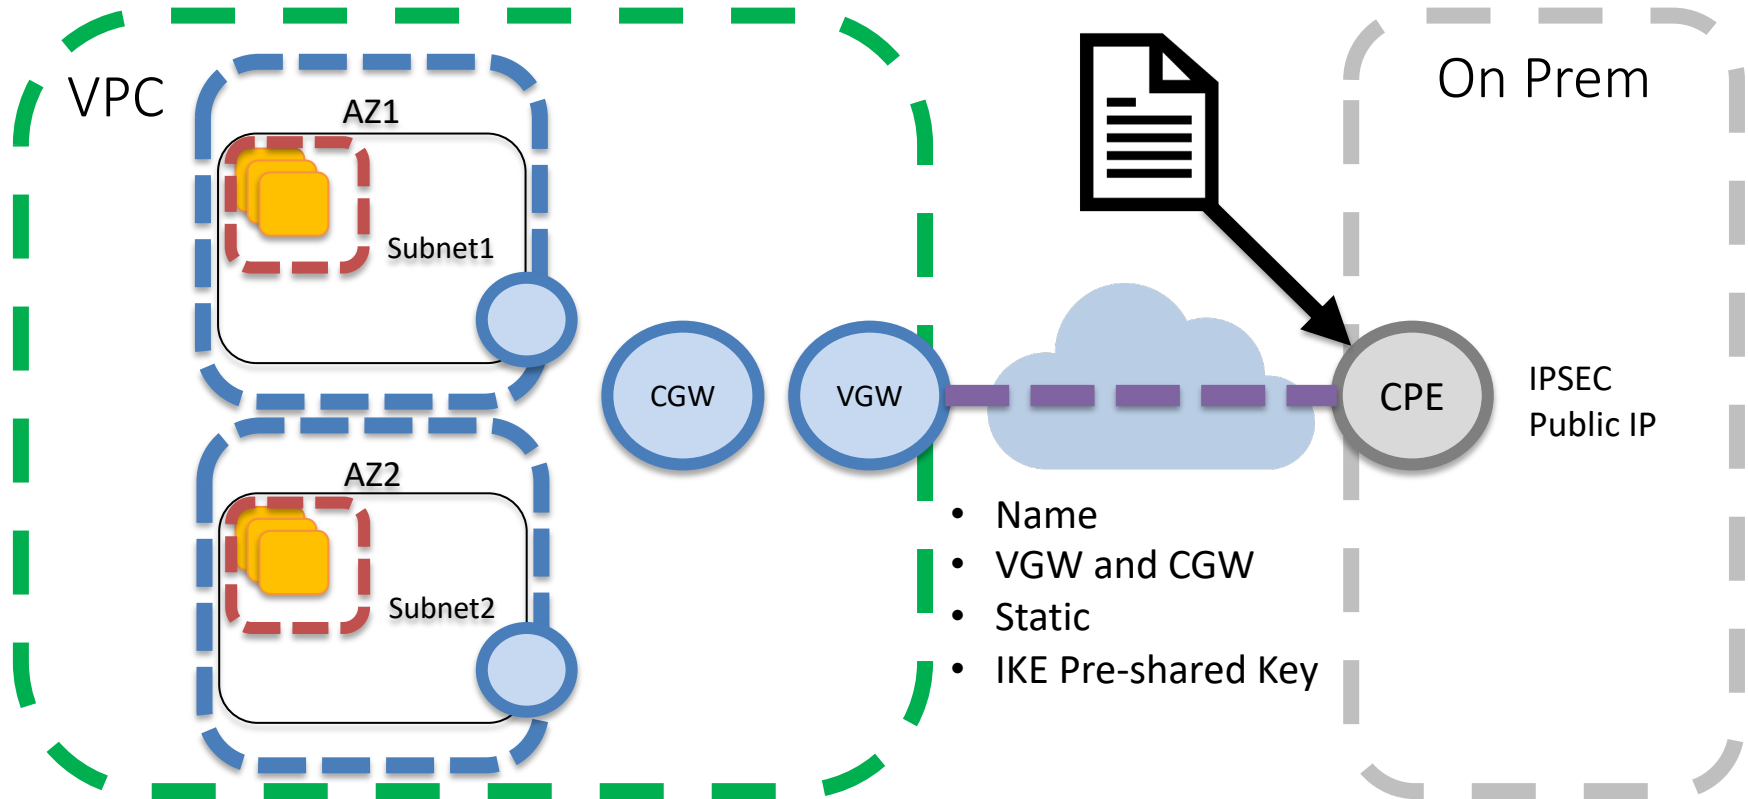 VPC
AZ1
Subnet1
AZ2
Subnet2
CGW
VGW
• Name
• VGW and CGW
• Static
• IKE Pre-shared Key
On Prem
CPE
IPSEC
Public IP